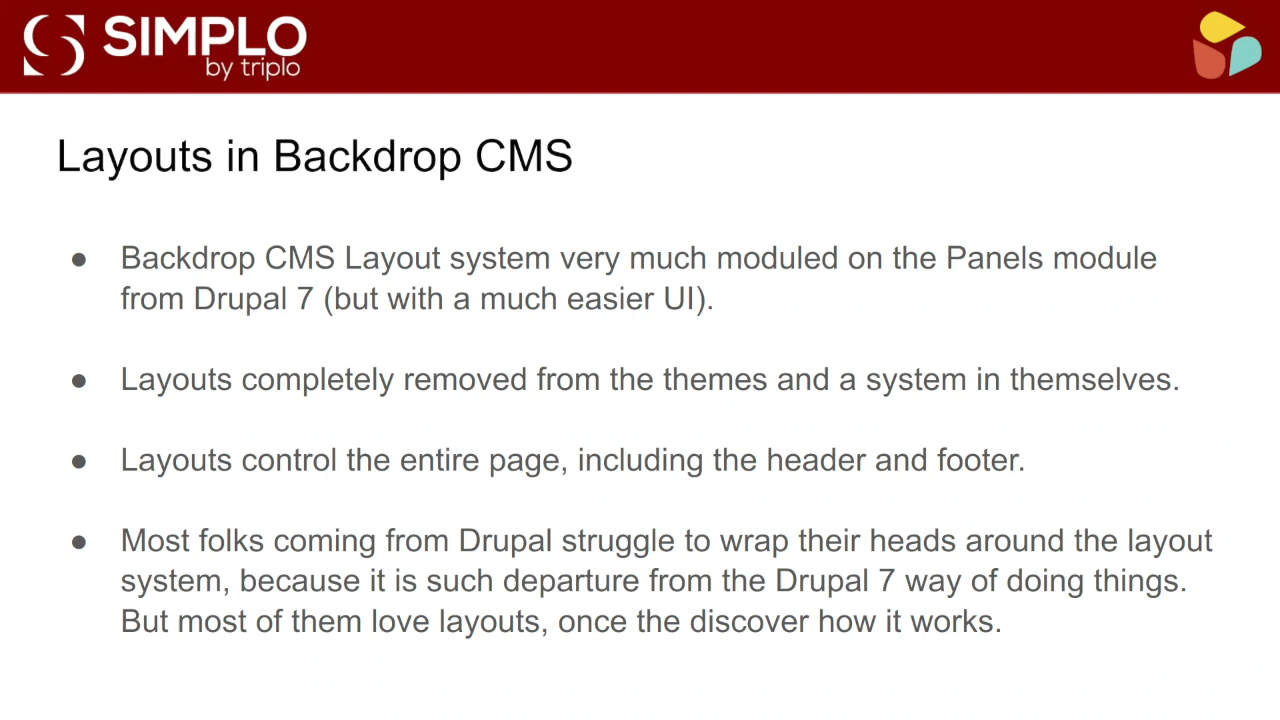 SIMPLO
by triplo
Layouts in Backdrop CMS
● Backdrop CMS Layout system very much moduled on the Panels module
from Drupal 7 (but with a much easier UI).
● Layouts completely removed from the themes and a system in themselves.
● Layouts control the entire page, including the header and footer.
● Most folks coming from Drupal struggle to wrap their heads around the layout
system, because it is such departure from the Drupal 7 way of doing things.
But most of them love layouts, once the discover how it works.